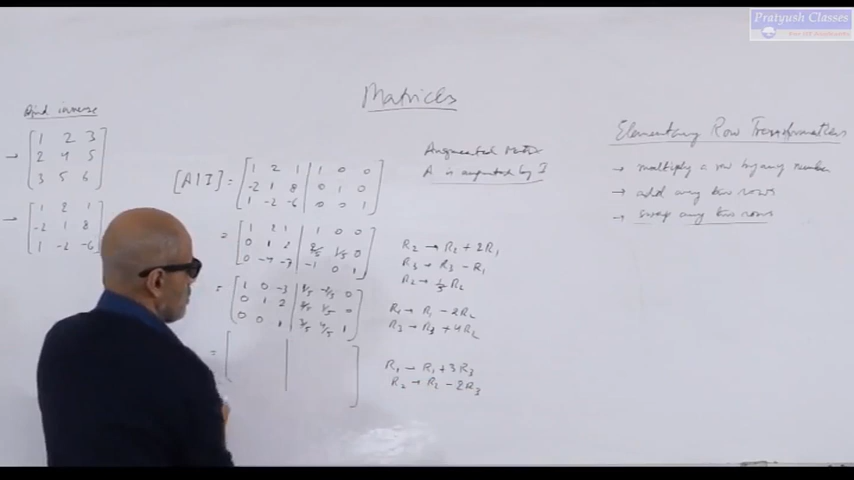 Pratyush Classes
Matrices
Find inverse
→ [ 1 2 3
2 4 5
3 5 6 ]
→ [ 1 2 1
-2 1 8
1 -2 -6 ]
[A|I] = [ 1 2 1 | 1 0 0
-2 1 8 | 0 1 0
1 -2 -6 | 0 0 1 ]
= [ 1 2 1 | 1 0 0
0 1 2 | 2/5 1/5 0
0 -4 -7 | -1 0 1 ]
R2 → R2 + 2R1
R3 → R3 - R1
R2 → 1/5 R2
= [ 1 0 -3 | 1/5 -2/5 0
0 1 2 | 2/5 1/5 0
0 0 1 | 3/5 4/5 1 ]
R1 → R1 - 2R2
R3 → R3 + 4R2
= [ | ]
R1 → R1 + 3R3
R2 → R2 - 2R3
Augmented Matrix
A is augmented by I
Elementary Row Transformations
→ multiply a row by any number
→ add any two rows
→ swap any two rows